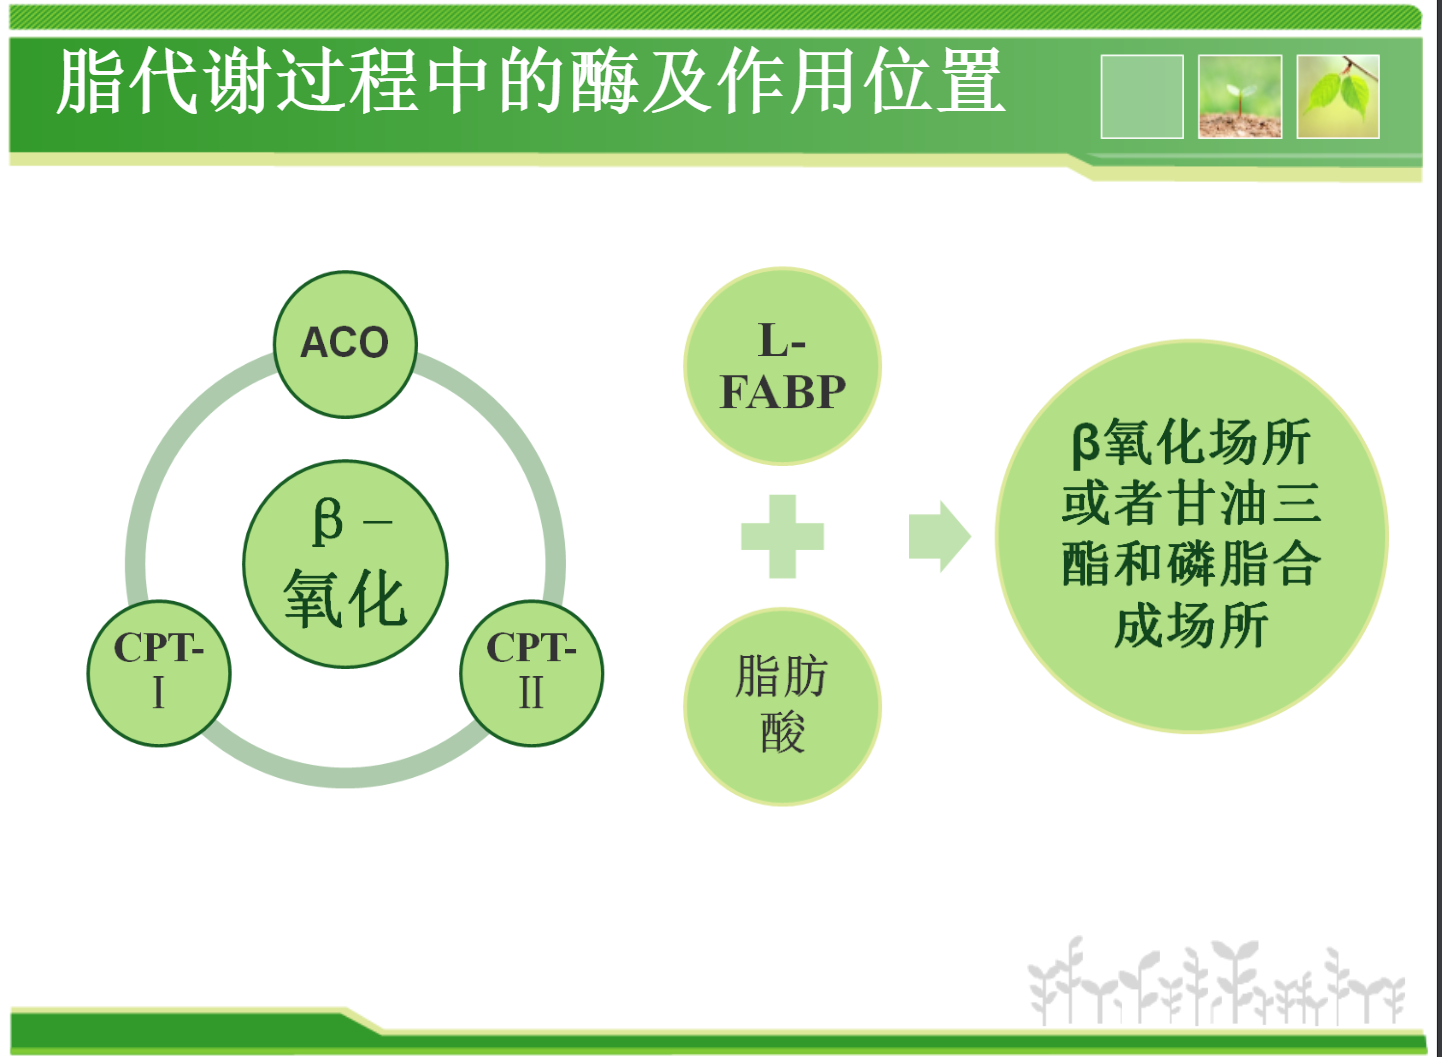 脂代谢过程中的酶及作用位置
ACO
β –
氧化
CPT-
I
CPT-
II
L-
FABP
脂肪
酸
β氧化场所
或者甘油三
酯和磷脂合
成场所